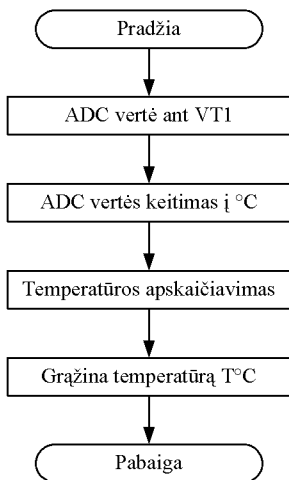 Pradžia
ADC vertė ant VT1
ADC vertės keitimas į °C
Temperatūros apskaičiavimas
Grąžina temperatūrą T°C
Pabaiga